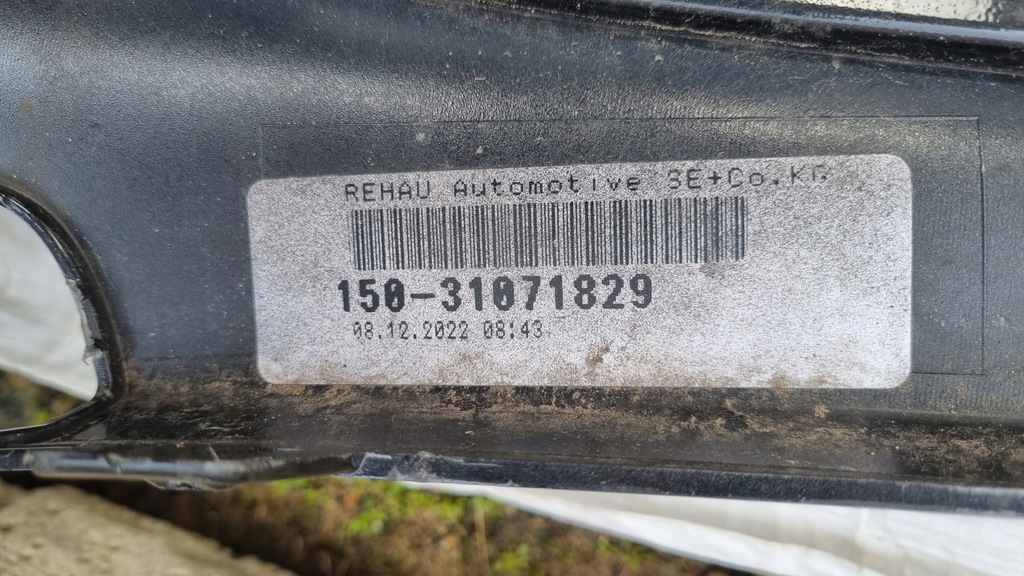 REHAU Automotive SE+Co.KG
150-31071829
08.12.2022 08:43